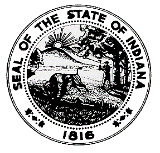 SEAL OF THE STATE OF INDIANA
1816